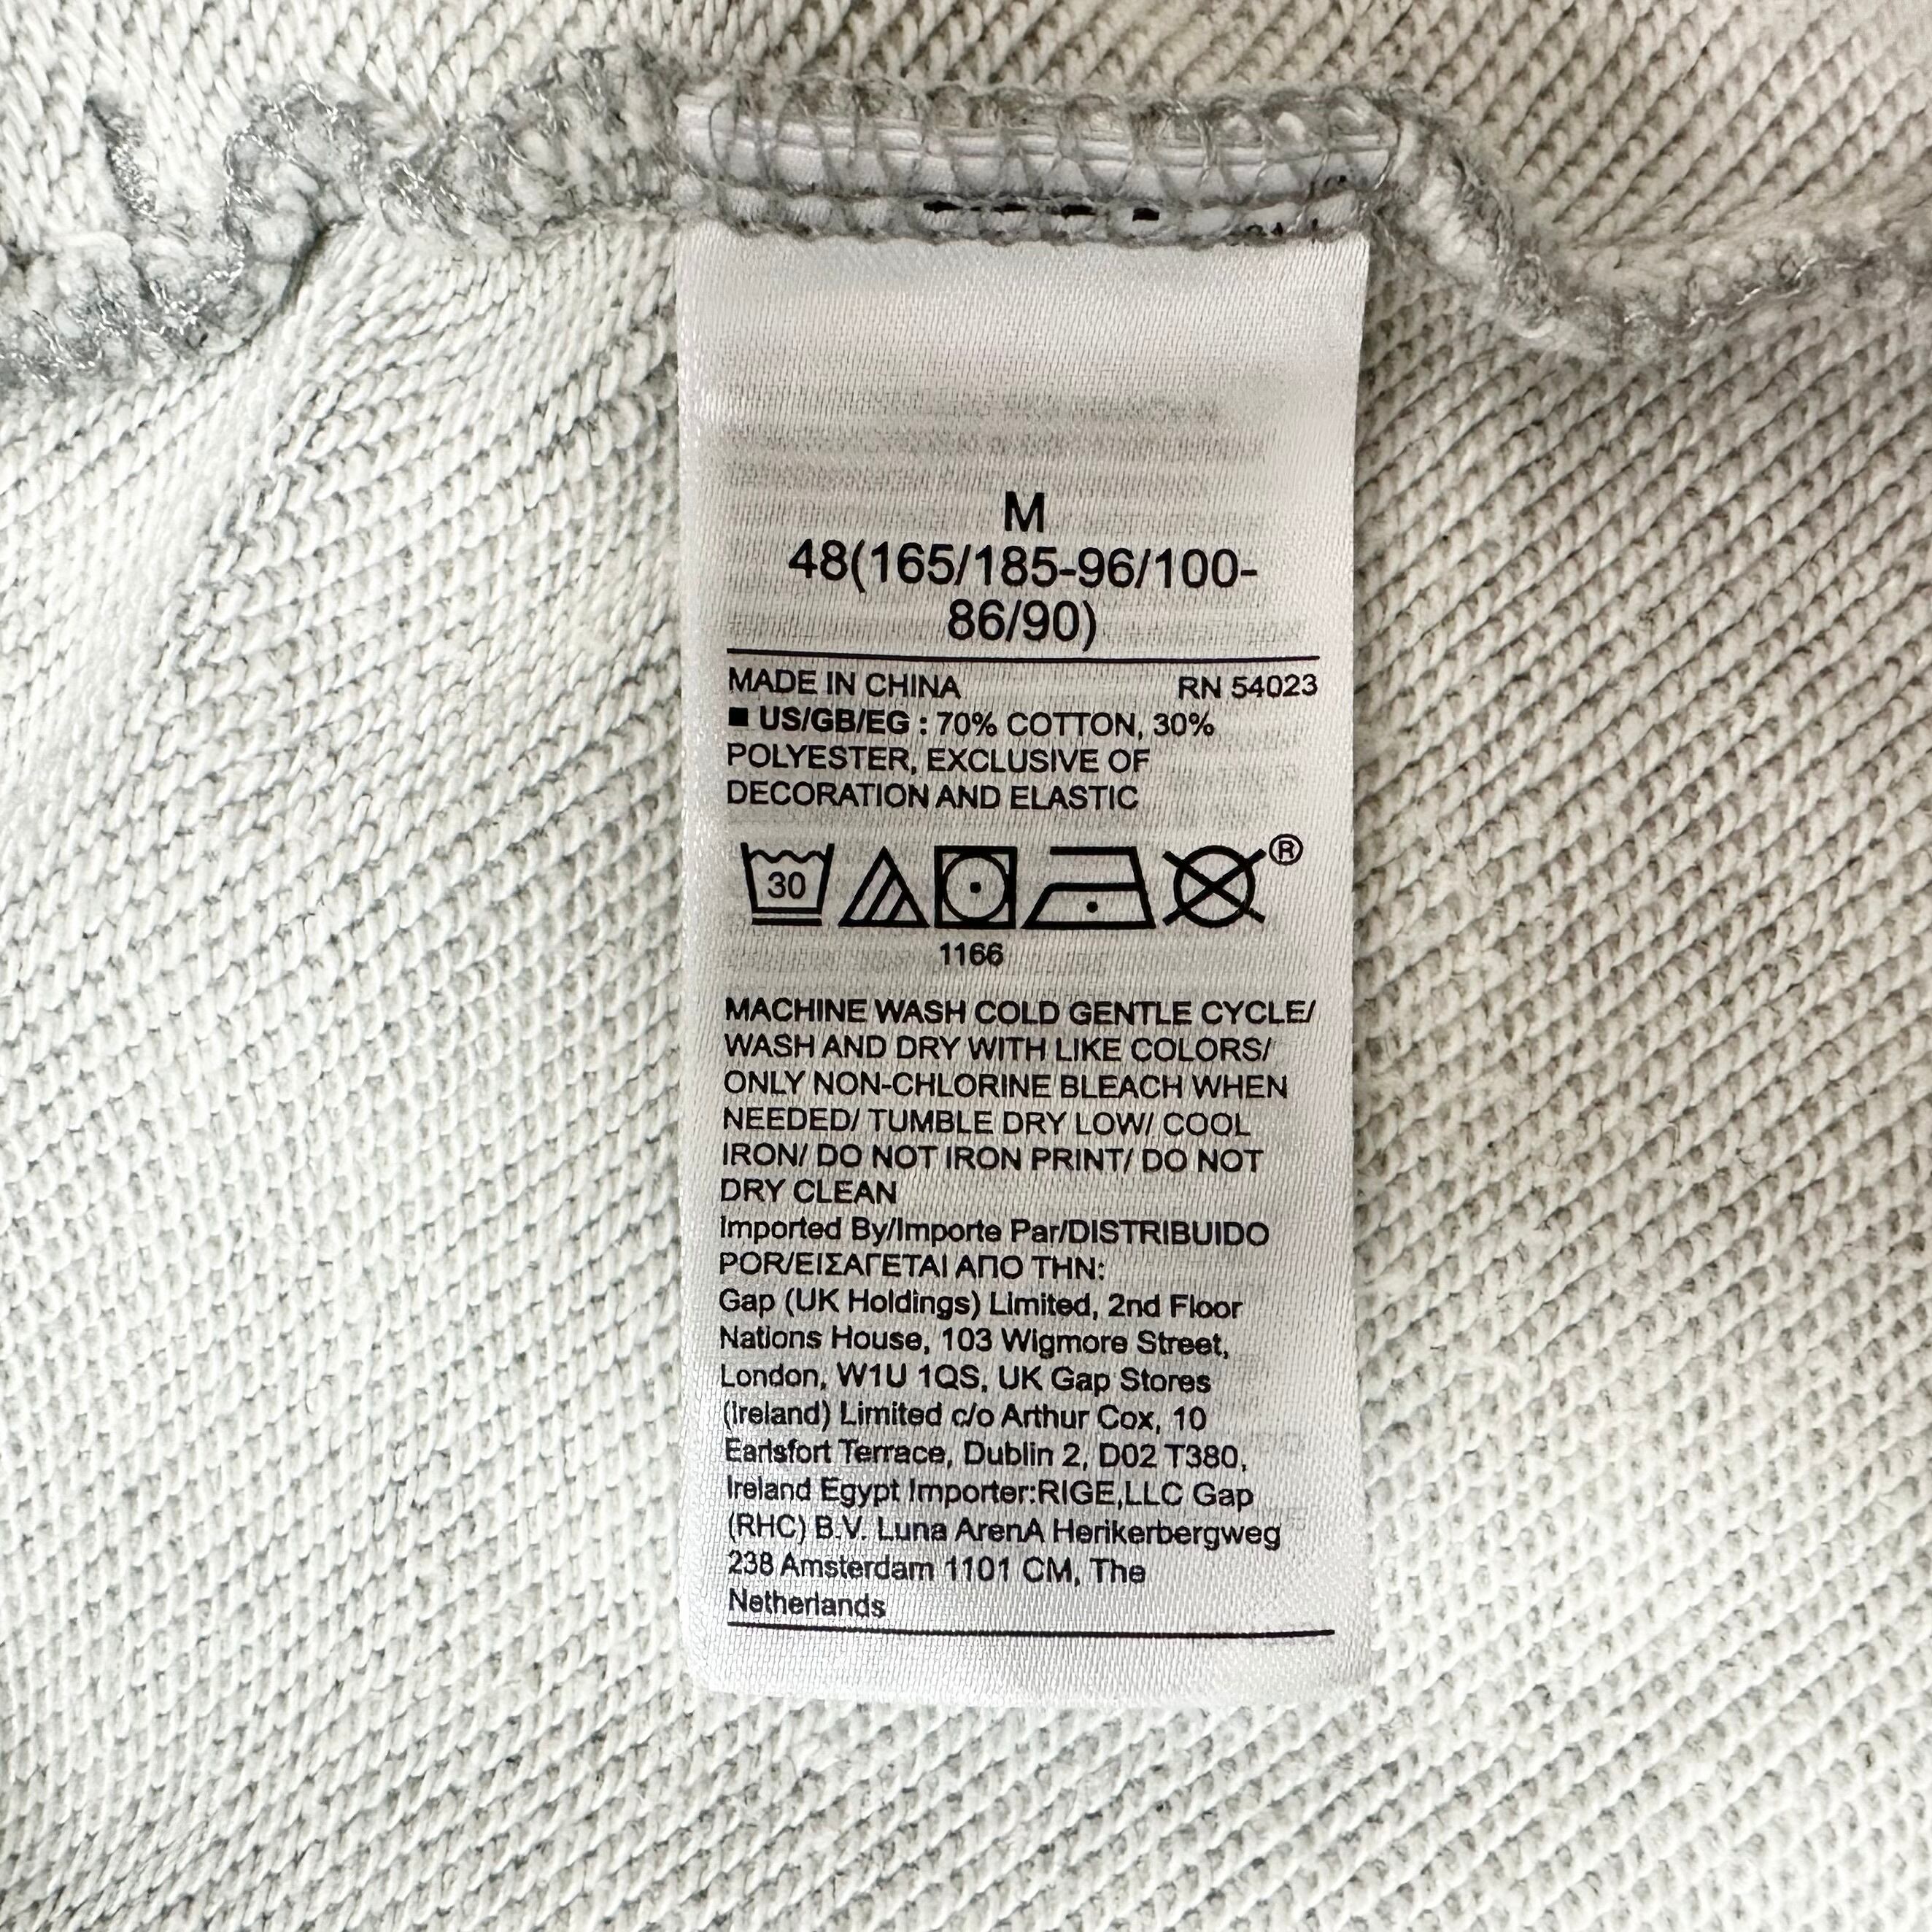 M
48(165/185-96/100-
86/90)
MADE IN CHINA RN 54023
■ US/GB/EG : 70% COTTON, 30%
POLYESTER, EXCLUSIVE OF
DECORATION AND ELASTIC
30 ®
1166
MACHINE WASH COLD GENTLE CYCLE/
WASH AND DRY WITH LIKE COLORS/
ONLY NON-CHLORINE BLEACH WHEN
NEEDED/ TUMBLE DRY LOW/ COOL
IRON/ DO NOT IRON PRINT/ DO NOT
DRY CLEAN
Imported By/Importe Par/DISTRIBUIDO
POR/ΕΙΣΑΓΕΤΑΙ ΑΠΟ ΤΗΝ:
Gap (UK Holdings) Limited, 2nd Floor
Nations House, 103 Wigmore Street,
London, W1U 1QS, UK Gap Stores
(Ireland) Limited c/o Arthur Cox, 10
Earlsfort Terrace, Dublin 2, D02 T380,
Ireland Egypt Importer:RIGE,LLC Gap
(RHC) B.V. Luna ArenA Herikerbergweg
238 Amsterdam 1101 CM, The
Netherlands